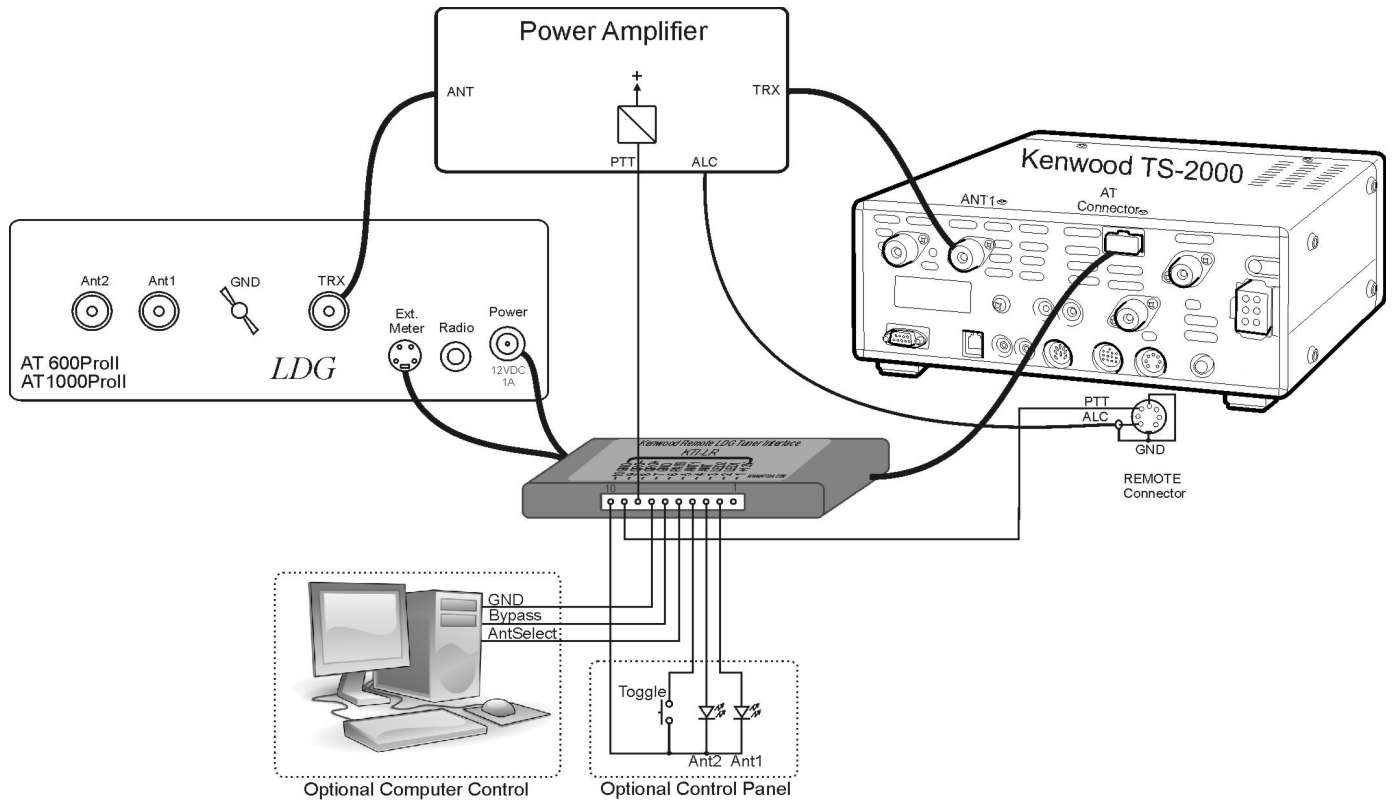 Power Amplifier
ANT
+
TRX
PTT
ALC
Kenwood TS-2000
ANT1
AT
Connector
Ant2
Ant1
GND
TRX
Ext.
Meter
Radio
Power
12VDC
1A
AT 600ProII
AT1000ProII
LDG
PTT
ALC
GND
REMOTE
Connector
Kenwood Remote LDG Tuner Interface
KTI-LR
10
1
GND
Bypass
AntSelect
Toggle
Ant2
Ant1
Optional Computer Control
Optional Control Panel